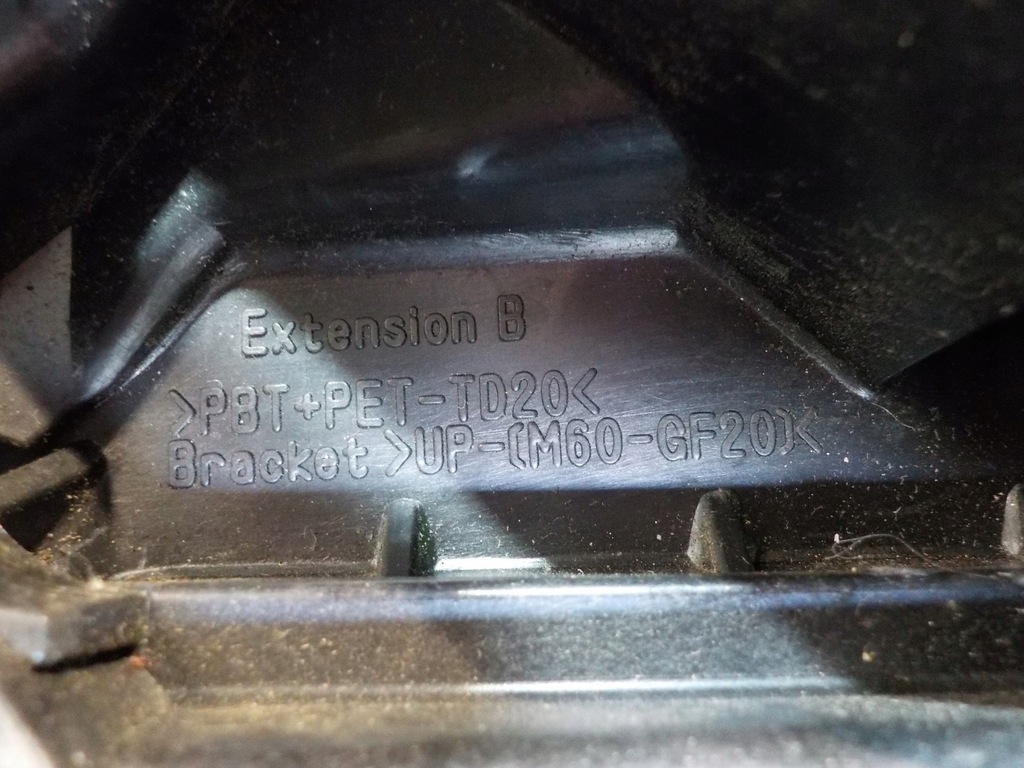 Extension B
>PBT+PET-TD20<
Bracket >UP-(M60-GF20)<